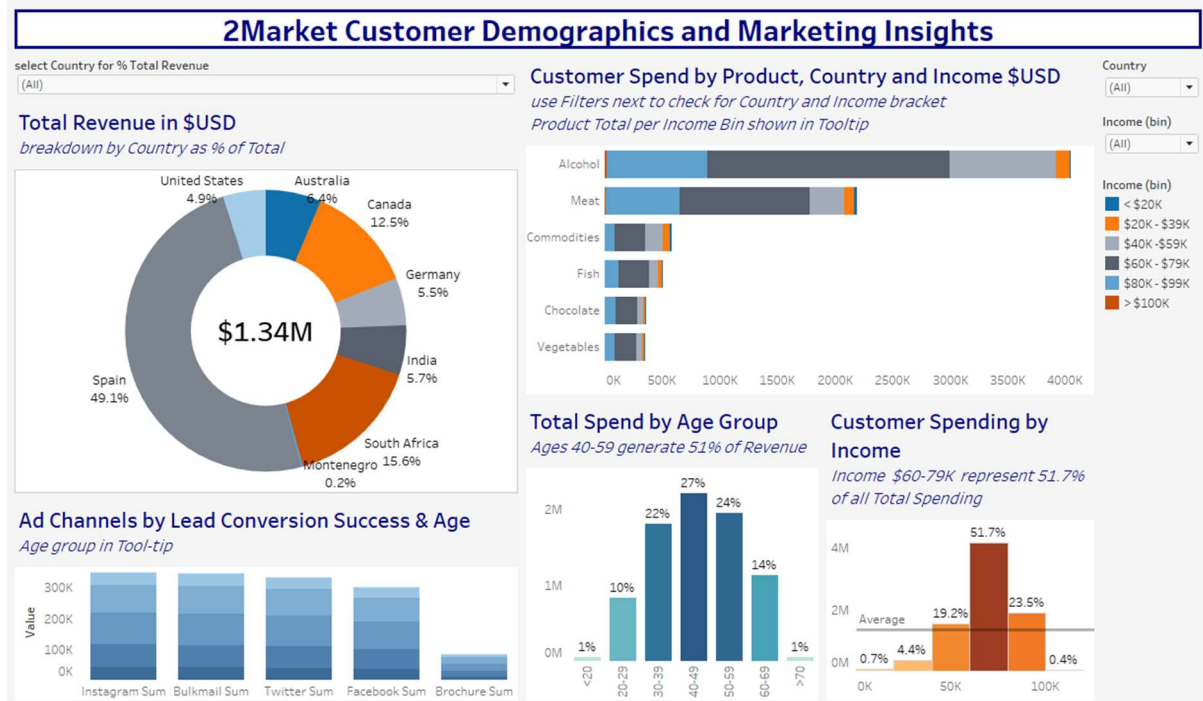 2Market Customer Demographics and Marketing Insights
select Country for % Total Revenue
(All)
Total Revenue in $USD
breakdown by Country as % of Total
United States
4.9%
Australia
6.4%
Canada
12.5%
Germany
5.5%
India
5.7%
South Africa
15.6%
Montenegro
0.2%
Spain
49.1%
$1.34M
Customer Spend by Product, Country and Income $USD
use Filters next to check for Country and Income bracket
Product Total per Income Bin shown in Tooltip
Alcohol
Meat
Commodities
Fish
Chocolate
Vegetables
0K 500K 1000K 1500K 2000K 2500K 3000K 3500K 4000K
Country
(All)
Income (bin)
(All)
Income (bin)
< $20K
$20K - $39K
$40K -$59K
$60K - $79K
$80K - $99K
> $100K
Ad Channels by Lead Conversion Success & Age
Age group in Tool-tip
Value
300K
200K
100K
0K
Instagram Sum Bulkmail Sum Twitter Sum Facebook Sum Brochure Sum
Total Spend by Age Group
Ages 40-59 generate 51% of Revenue
2M
1M
0M
1% 10% 22% 27% 24% 14% 1%
<20 20-29 30-39 40-49 50-59 60-69 >70
Customer Spending by
Income
Income $60-79K represent 51.7%
of all Total Spending
4M
2M
0M
Average
0.7% 4.4% 19.2% 51.7% 23.5% 0.4%
0K 50K 100K